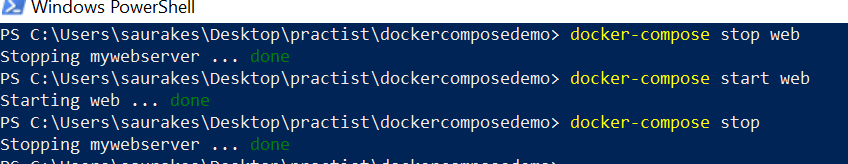 Windows PowerShell
PS C:\Users\saurakes\Desktop\practist\dockercomposedemo> docker-compose stop web
Stopping mywebserver ... done
PS C:\Users\saurakes\Desktop\practist\dockercomposedemo> docker-compose start web
Starting web ... done
PS C:\Users\saurakes\Desktop\practist\dockercomposedemo> docker-compose stop
Stopping mywebserver ... done
PS C:\Users\saurakes\Desktop\practist\dockercomposedemo>